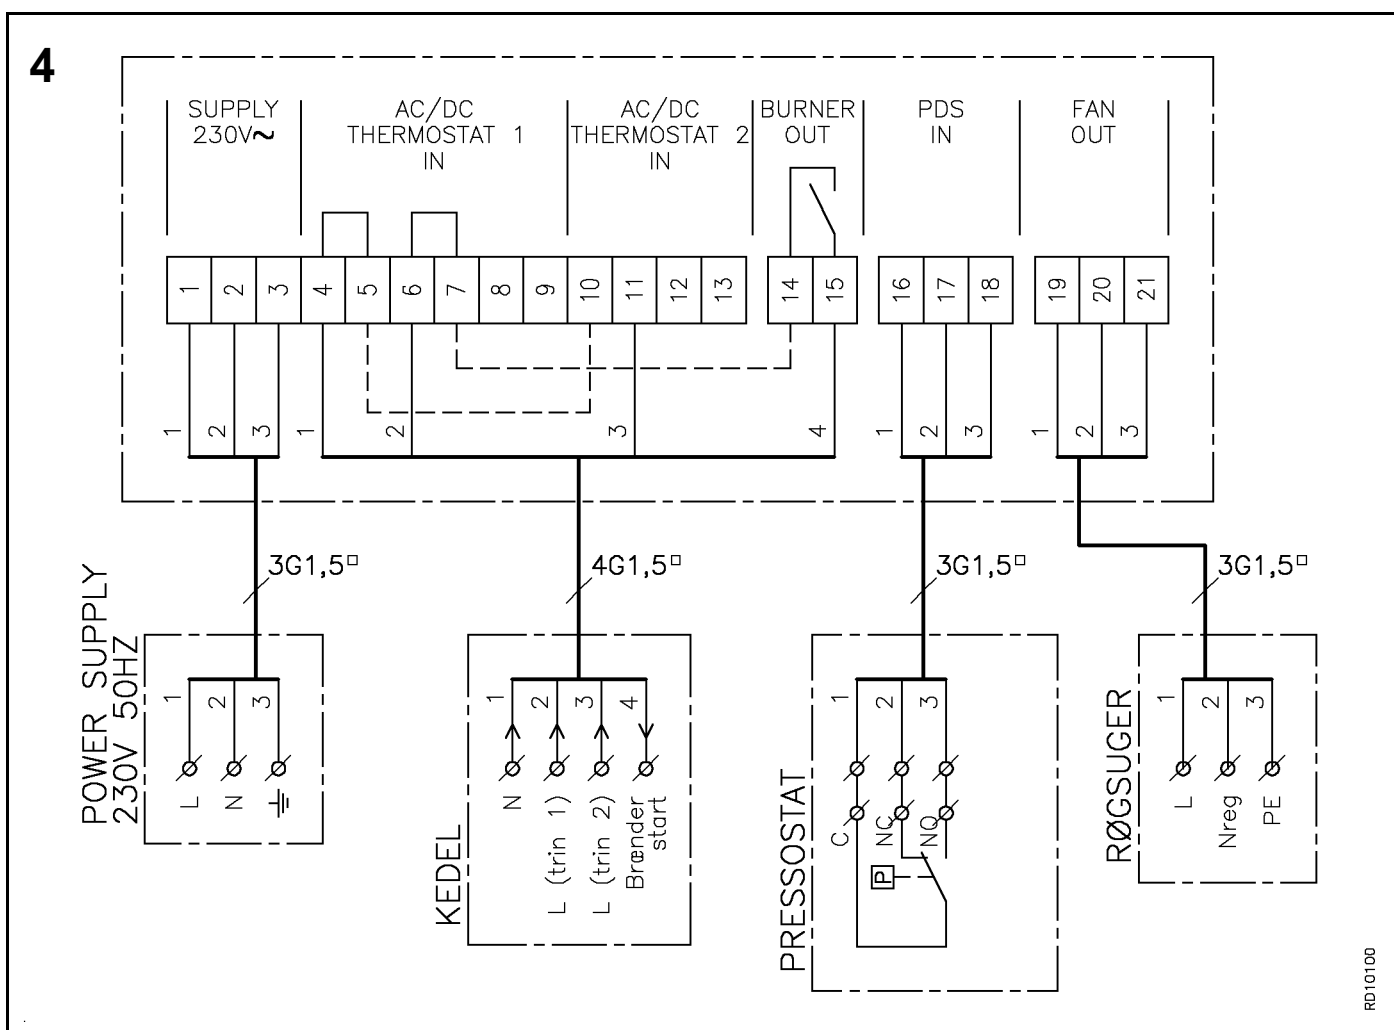 4
SUPPLY
230V~
AC/DC
THERMOSTAT 1
IN
AC/DC
THERMOSTAT 2
IN
BURNER
OUT
PDS
IN
FAN
OUT
1 2 3 4 5 6 7 8 9 10 11 12 13 14 15 16 17 18 19 20 21
1 2 3 1 2 3 4 1 2 3 1 2 3
3G1,5□ 4G1,5□ 3G1,5□ 3G1,5□
POWER SUPPLY
230V 50HZ
1 2 3
L N
KEDEL
1 2 3 4
N
L (trin 1)
L (trin 2)
Brænder
start
PRESSOSTAT
1 2 3
C NC NO
P
RØGSUGER
1 2 3
L Nreg PE
RD10100